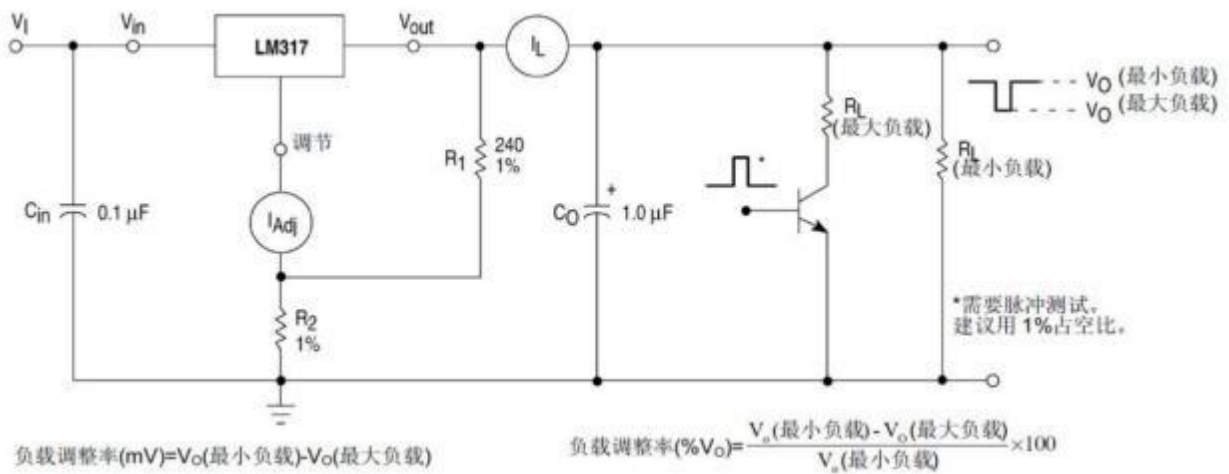 VI
Vin
LM317
Vout
IL
VO (最小负载)
VO (最大负载)
RL
(最大负载)
RL
(最小负载)
调节
R1
240
1%
*
Cin
0.1 μF
IAdj
CO
+
1.0 μF
R2
1%
*需要脉冲测试。
建议用 1%占空比。
负载调整率(mV)=VO(最小负载)-VO(最大负载)
负载调整率(%VO)=Vo(最小负载)-VO(最大负载)/Vo(最小负载)×100